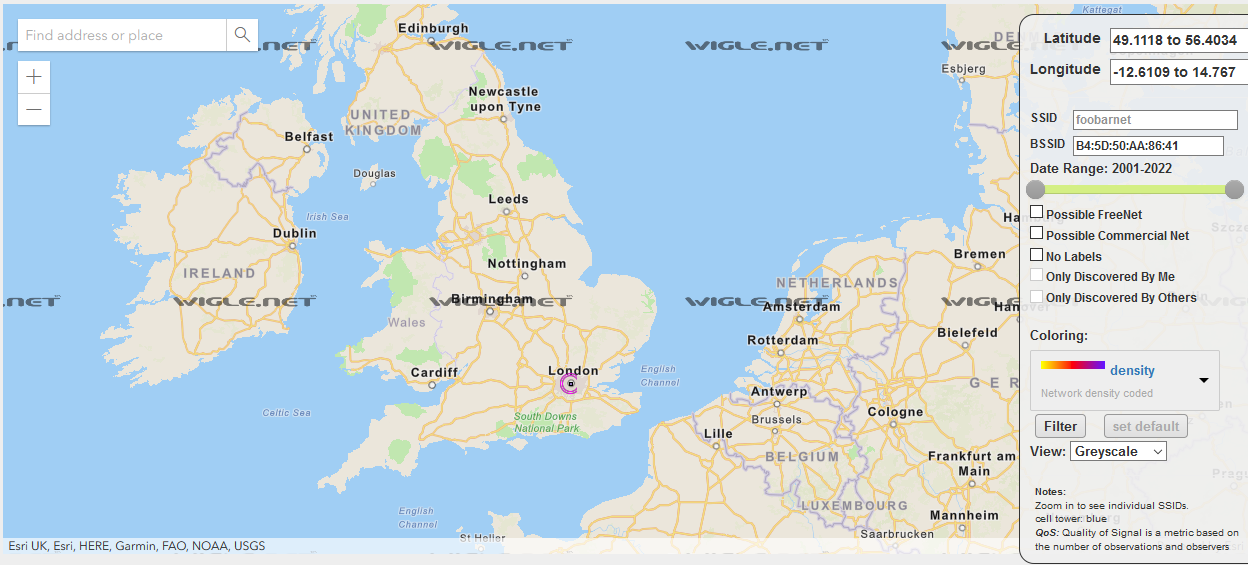 Find address or place
Edinburgh
Kattegat
WIGLE.NET
WIGLE.NET
WIGLE.NET
Esbjerg
Newcastle
upon Tyne
UNITED
KINGDOM
Belfast
Douglas
Leeds
Irish Sea
Dublin
IRELAND
Nottingham
WIGLE.NET
WIGLE.NET
WIGLE.NET
Birmingham
Wales
Bremen
NETHERLANDS
Amsterdam
Rotterdam
Bielefeld
Cardiff
London
English
Channel
Antwerp
Brussels
Cologne
Celtic Sea
South Downs
National Park
Lille
BELGIUM
Frankfurt am
Main
LUXEMBOURG
Mannheim
English
Channel
St Helier
Saarbrucken
Esri UK, Esri, HERE, Garmin, FAO, NOAA, USGS
Latitude 49.1118 to 56.4034
Longitude -12.6109 to 14.767
SSID foobarnet
BSSID B4:5D:50:AA:86:41
Date Range: 2001-2022
Possible FreeNet
Possible Commercial Net
No Labels
Only Discovered By Me
Only Discovered By Others
Coloring:
density
Network density coded
Filter set default
View: Greyscale
Notes:
Zoom in to see individual SSIDs.
cell tower: blue
QoS: Quality of Signal is a metric based on
the number of observations and observers